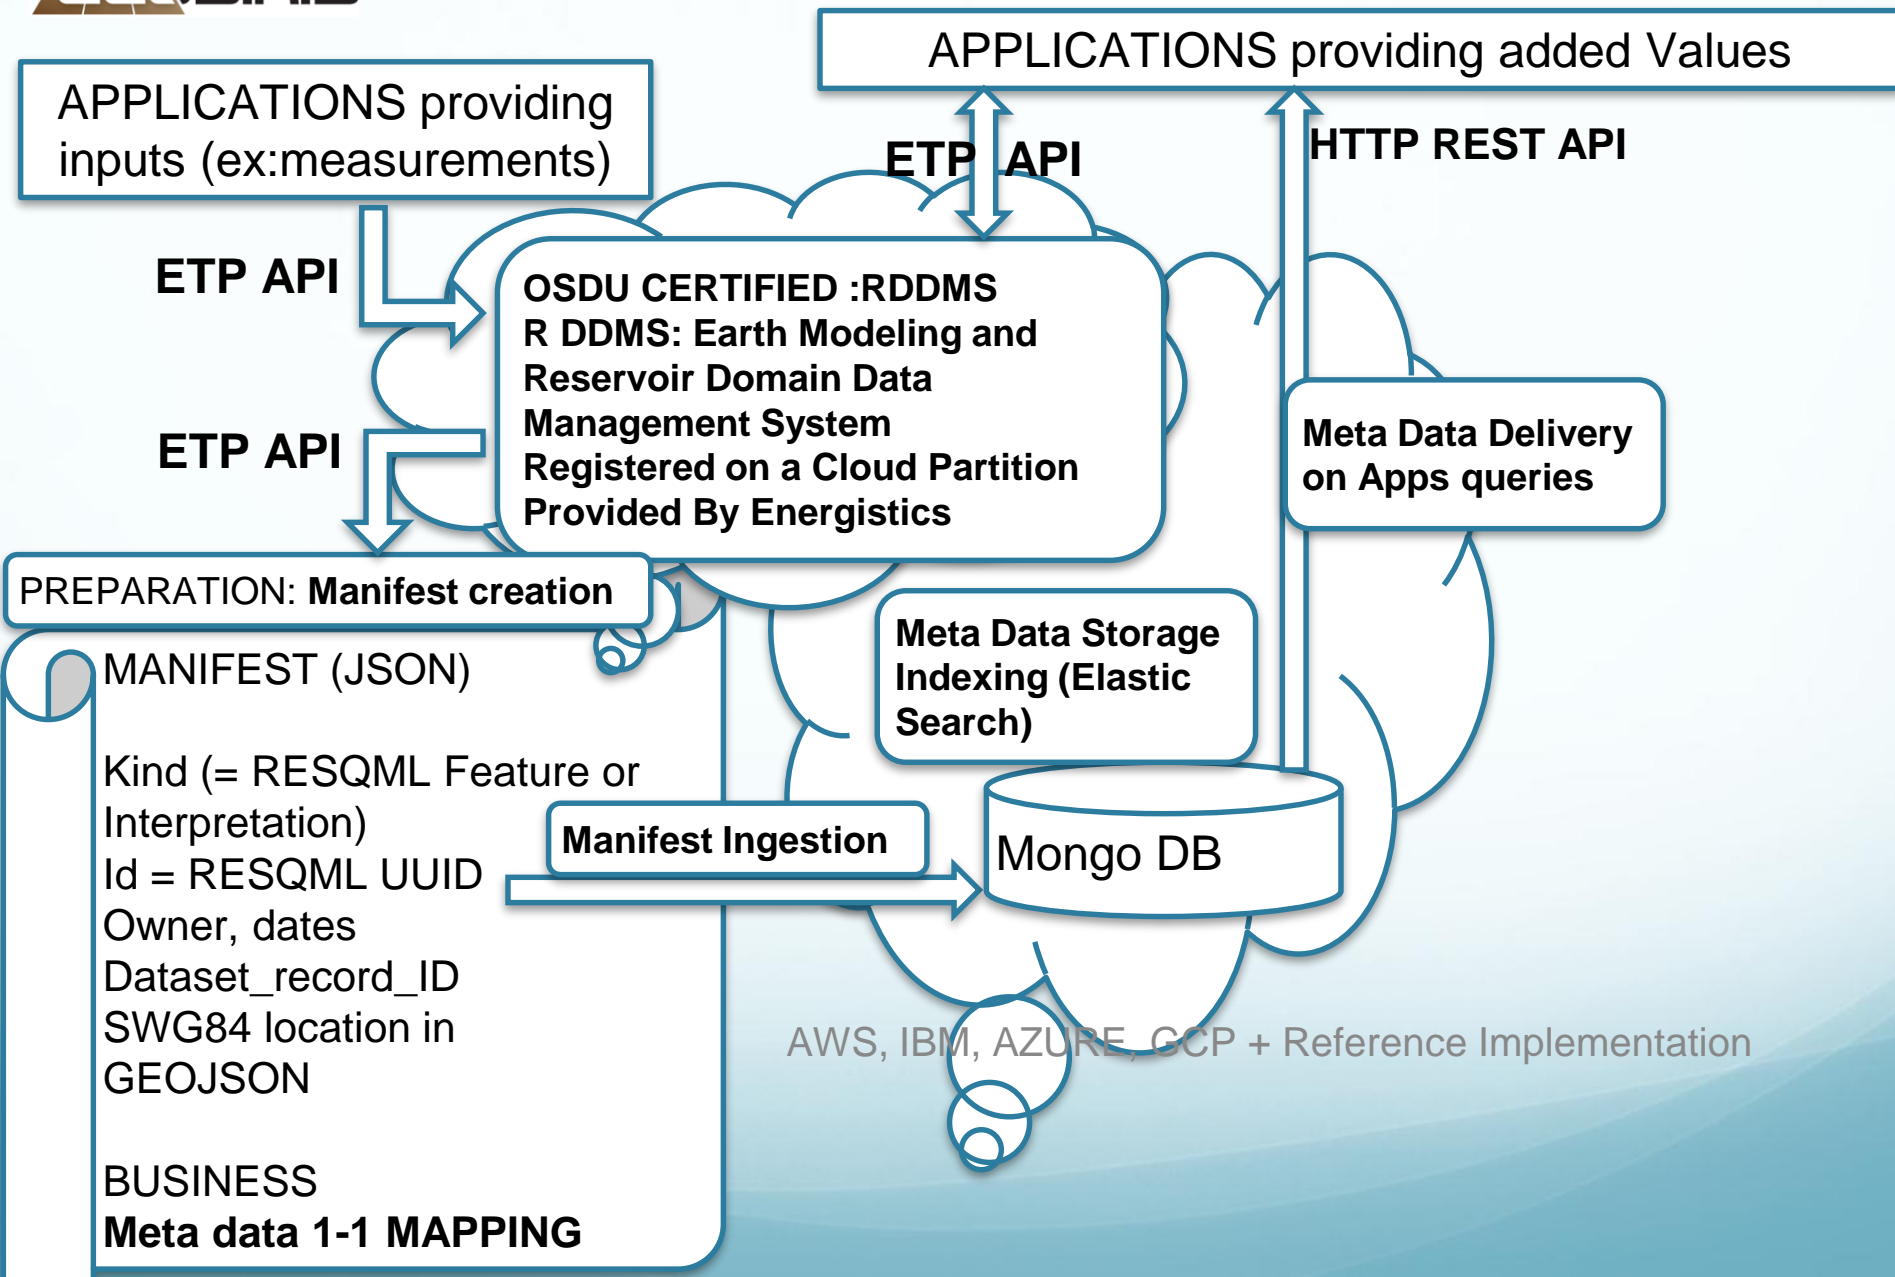 APPLICATIONS providing added Values
APPLICATIONS providing
inputs (ex:measurements)
ETP API
HTTP REST API
ETP API
OSDU CERTIFIED :RDDMS
R DDMS: Earth Modeling and
Reservoir Domain Data
Management System
Registered on a Cloud Partition
Provided By Energistics
ETP API
Meta Data Delivery
on Apps queries
PREPARATION: Manifest creation
Meta Data Storage
Indexing (Elastic
Search)
MANIFEST (JSON)
Kind (= RESQML Feature or
Interpretation)
Id = RESQML UUID
Owner, dates
Dataset_record_ID
SWG84 location in
GEOJSON
BUSINESS
Meta data 1-1 MAPPING
Manifest Ingestion
Mongo DB
AWS, IBM, AZURE, GCP + Reference Implementation